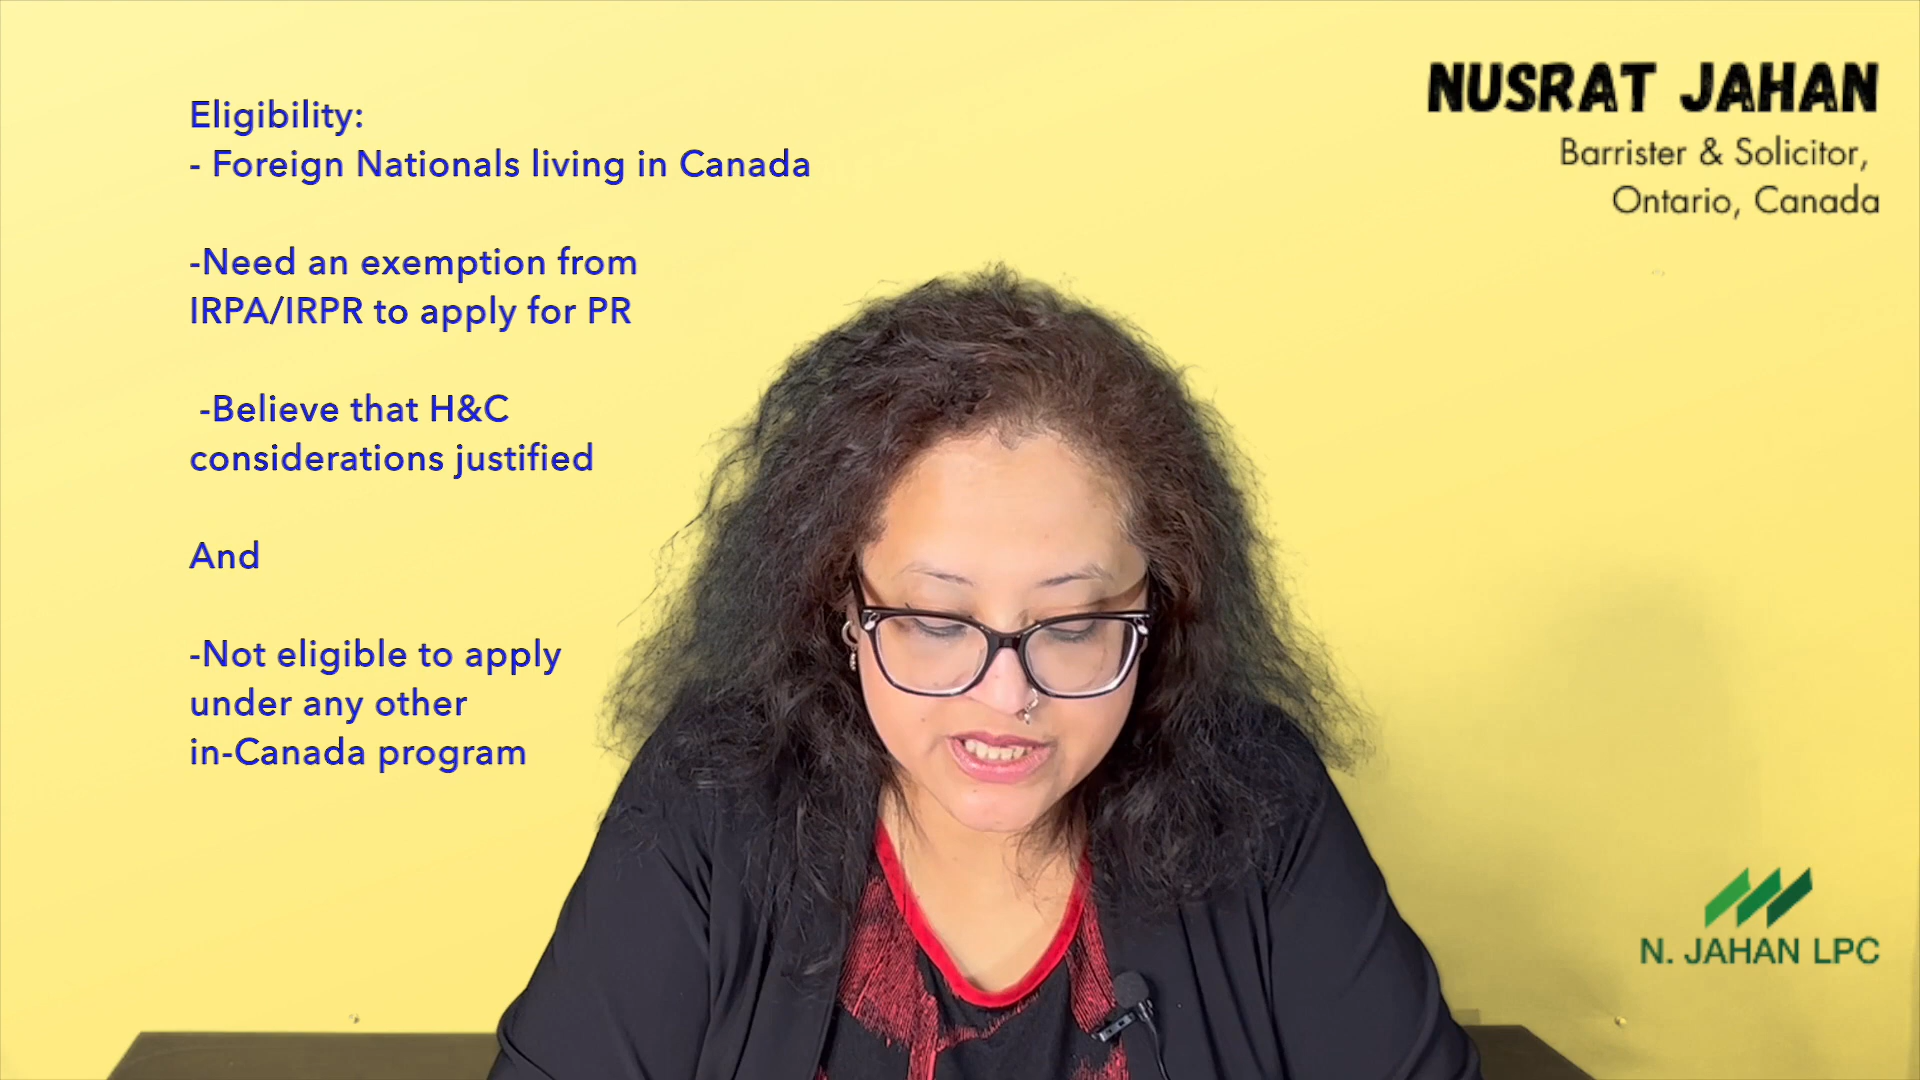 Eligibility:
- Foreign Nationals living in Canada
-Need an exemption from
IRPA/IRPR to apply for PR
-Believe that H&C
considerations justified
And
-Not eligible to apply
under any other
in-Canada program
NUSRAT JAHAN
Barrister & Solicitor,
Ontario, Canada
N. JAHAN LPC